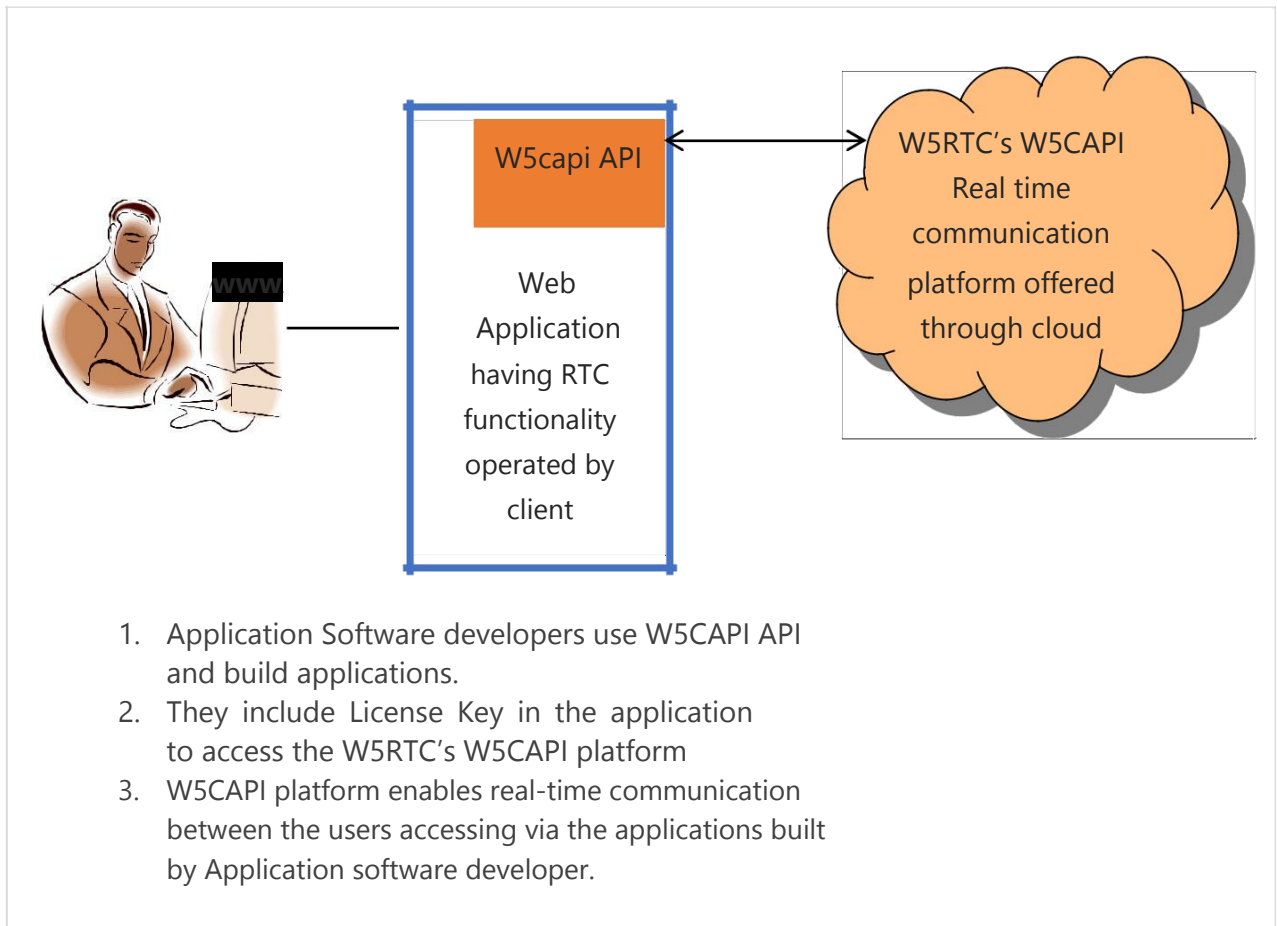 www
W5capi API
Web
Application
having RTC
functionality
operated by
client
W5RTC’s W5CAPI
Real time
communication
platform offered
through cloud
1. Application Software developers use W5CAPI API
and build applications.
2. They include License Key in the application
to access the W5RTC’s W5CAPI platform
3. W5CAPI platform enables real-time communication
between the users accessing via the applications built
by Application software developer.